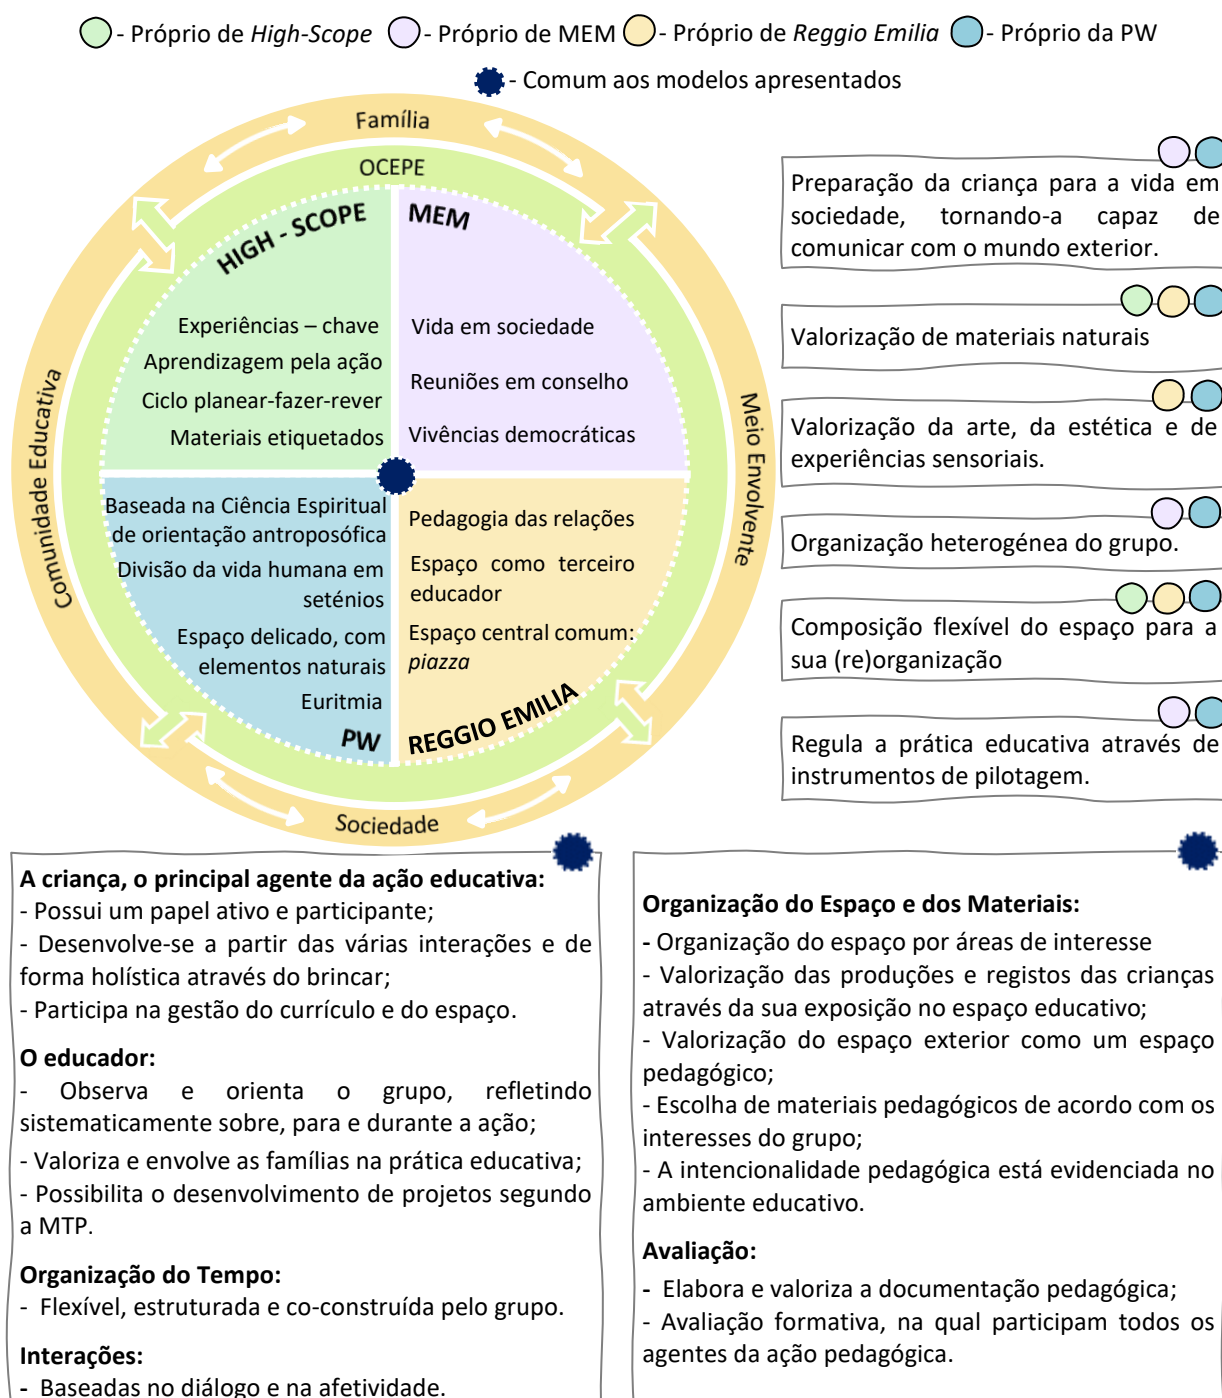 - Próprio de High-Scope - Próprio de MEM - Próprio de Reggio Emilia - Próprio da PW
- Comum aos modelos apresentados
Família
OCEPE
HIGH - SCOPE
MEM
Experiências – chave
Aprendizagem pela ação
Ciclo planear-fazer-rever
Materiais etiquetados
Vida em sociedade
Reuniões em conselho
Vivências democráticas
Comunidade Educativa
Meio Envolvente
Baseada na Ciência Espiritual
de orientação antroposófica
Divisão da vida humana em
seténios
Espaço delicado, com
elementos naturais
Euritmia
PW
Pedagogia das relações
Espaço como terceiro
educador
Espaço central comum:
piazza
REGGIO EMILIA
Sociedade
Preparação da criança para a vida em
sociedade, tornando-a capaz de
comunicar com o mundo exterior.
Valorização de materiais naturais
Valorização da arte, da estética e de
experiências sensoriais.
Organização heterogénea do grupo.
Composição flexível do espaço para a
sua (re)organização
Regula a prática educativa através de
instrumentos de pilotagem.
A criança, o principal agente da ação educativa:
- Possui um papel ativo e participante;
- Desenvolve-se a partir das várias interações e de
forma holística através do brincar;
- Participa na gestão do currículo e do espaço.
O educador:
- Observa e orienta o grupo, refletindo
sistematicamente sobre, para e durante a ação;
- Valoriza e envolve as famílias na prática educativa;
- Possibilita o desenvolvimento de projetos segundo
a MTP.
Organização do Tempo:
- Flexível, estruturada e co-construída pelo grupo.
Interações:
- Baseadas no diálogo e na afetividade.
Organização do Espaço e dos Materiais:
- Organização do espaço por áreas de interesse
- Valorização das produções e registos das crianças
através da sua exposição no espaço educativo;
- Valorização do espaço exterior como um espaço
pedagógico;
- Escolha de materiais pedagógicos de acordo com os
interesses do grupo;
- A intencionalidade pedagógica está evidenciada no
ambiente educativo.
Avaliação:
- Elabora e valoriza a documentação pedagógica;
- Avaliação formativa, na qual participam todos os
agentes da ação pedagógica.